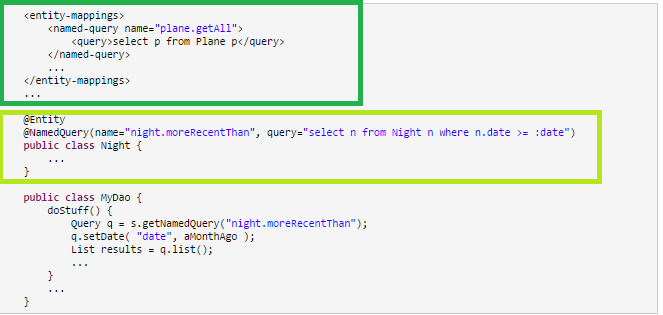 <entity-mappings>
    <named-query name="plane.getAll">
        <query>select p from Plane p</query>
    </named-query>
    ...
</entity-mappings>
...
@Entity
@NamedQuery(name="night.moreRecentThan", query="select n from Night n where n.date >= :date")
public class Night {
    ...
}
public class MyDao {
    doStuff() {
        Query q = s.getNamedQuery("night.moreRecentThan");
        q.setDate( "date", aMonthAgo );
        List results = q.list();
        ...
    }
    ...
}